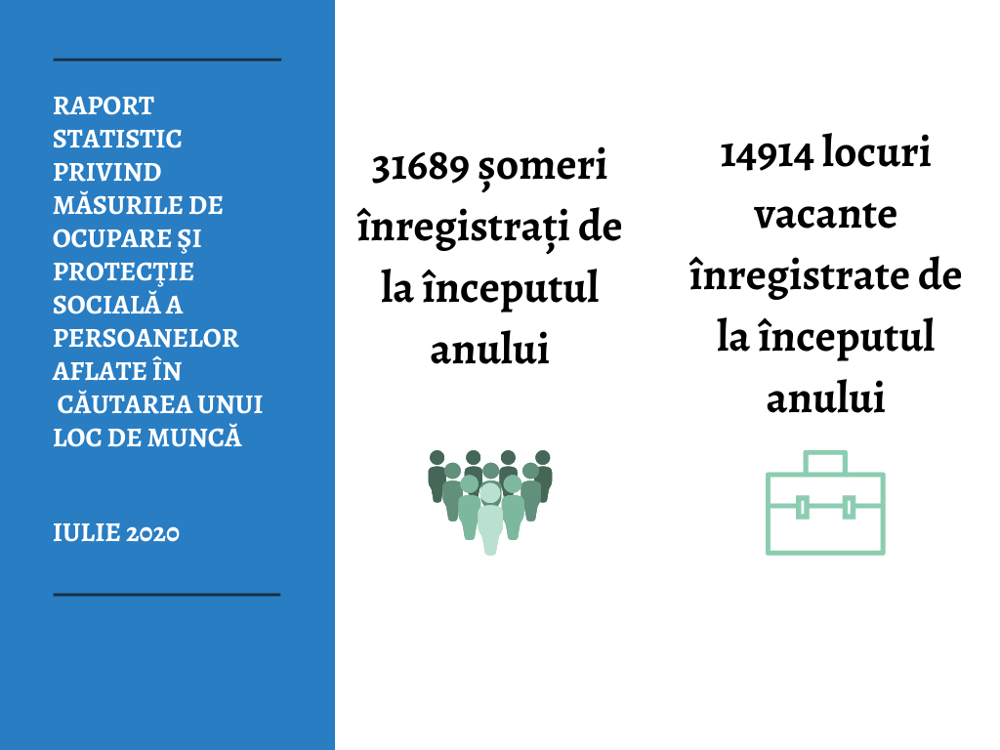 RAPORT
STATISTIC
PRIVIND
MĂSURILE DE
OCUPARE ŞI
PROTECŢIE
SOCIALĂ A
PERSOANELOR
AFLATE ÎN
CĂUTAREA UNUI
LOC DE MUNCĂ
IULIE 2020
31689 șomeri
înregistrați de
la începutul
anului
14914 locuri
vacante
înregistrate de
la începutul
anului